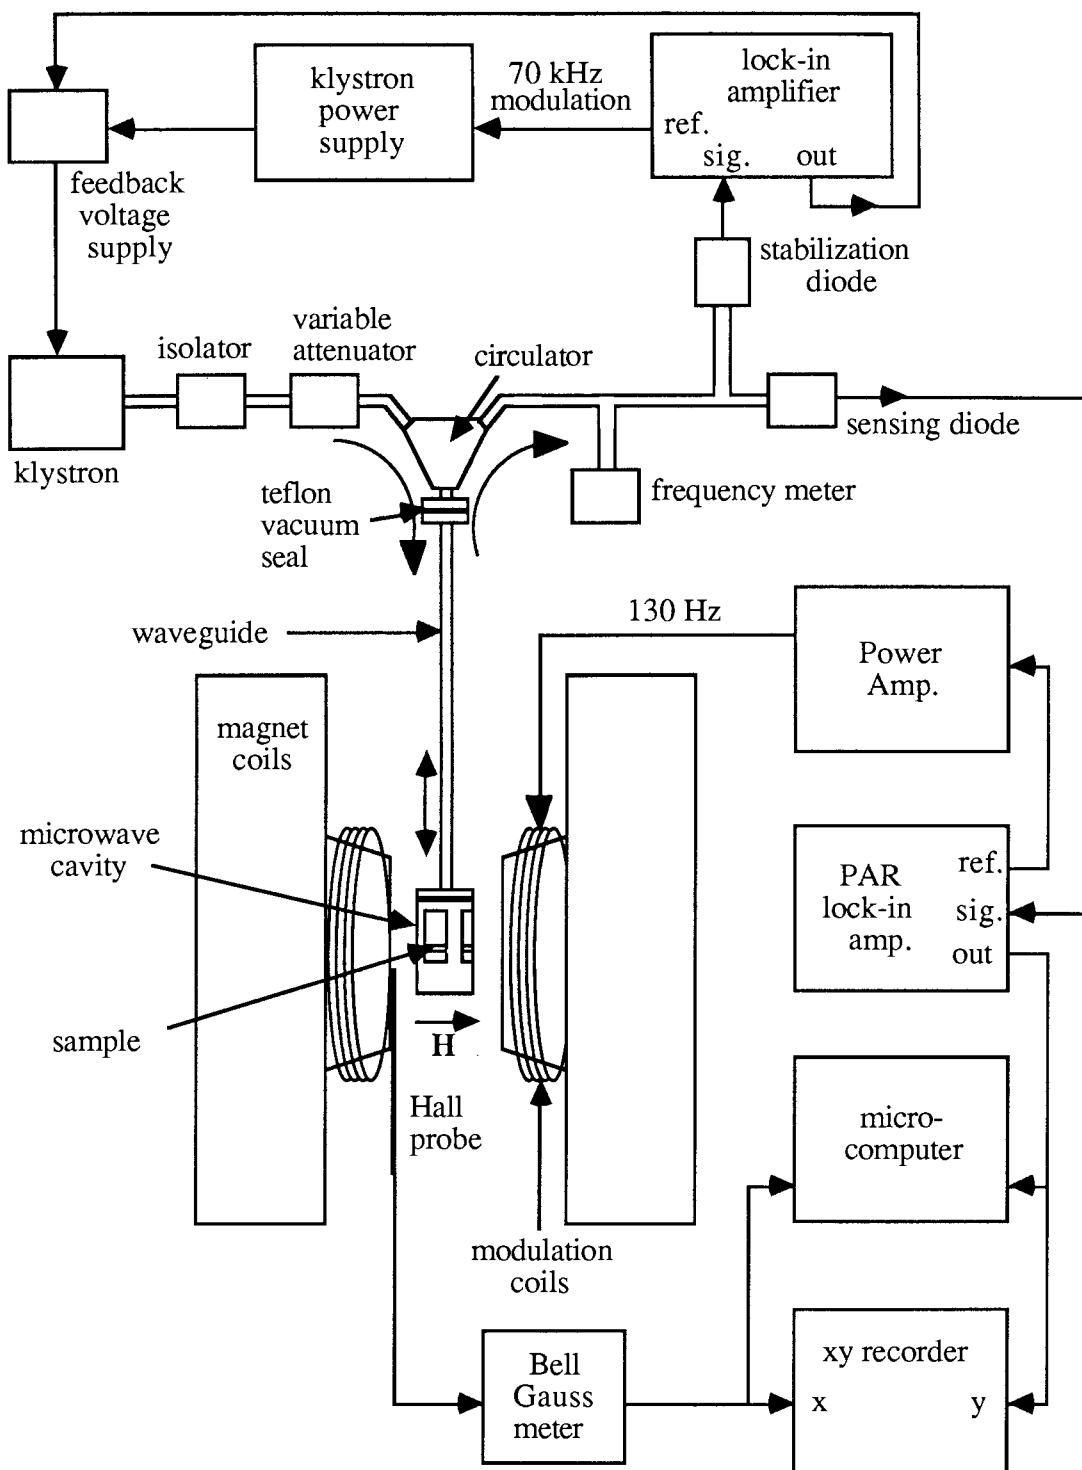 klystron
power
supply
70 kHz
modulation
lock-in
amplifier
ref.
sig.
out
feedback
voltage
supply
stabilization
diode
isolator
variable
attenuator
circulator
klystron
sensing diode
teflon
vacuum
seal
frequency meter
waveguide
130 Hz
Power
Amp.
magnet
coils
microwave
cavity
PAR
lock-in
amp.
ref.
sig.
out
sample
H
Hall
probe
micro-
computer
modulation
coils
Bell
Gauss
meter
xy recorder
x
y